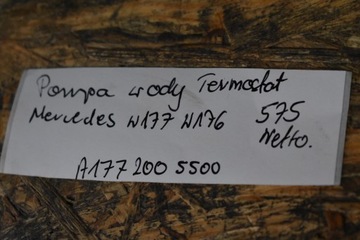 Pompa wody Termostat
Mercedes W177 W176 575
Netto.
A177 200 5500